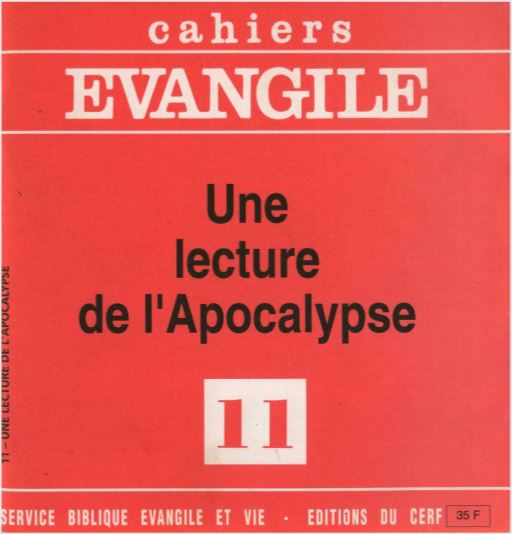 cahiers
EVANGILE
Une
lecture
de l'Apocalypse
11
11 – UNE LECTURE DE L'APOCALYPSE
SERVICE BIBLIQUE EVANGILE ET VIE - EDITIONS DU CERF 35 F